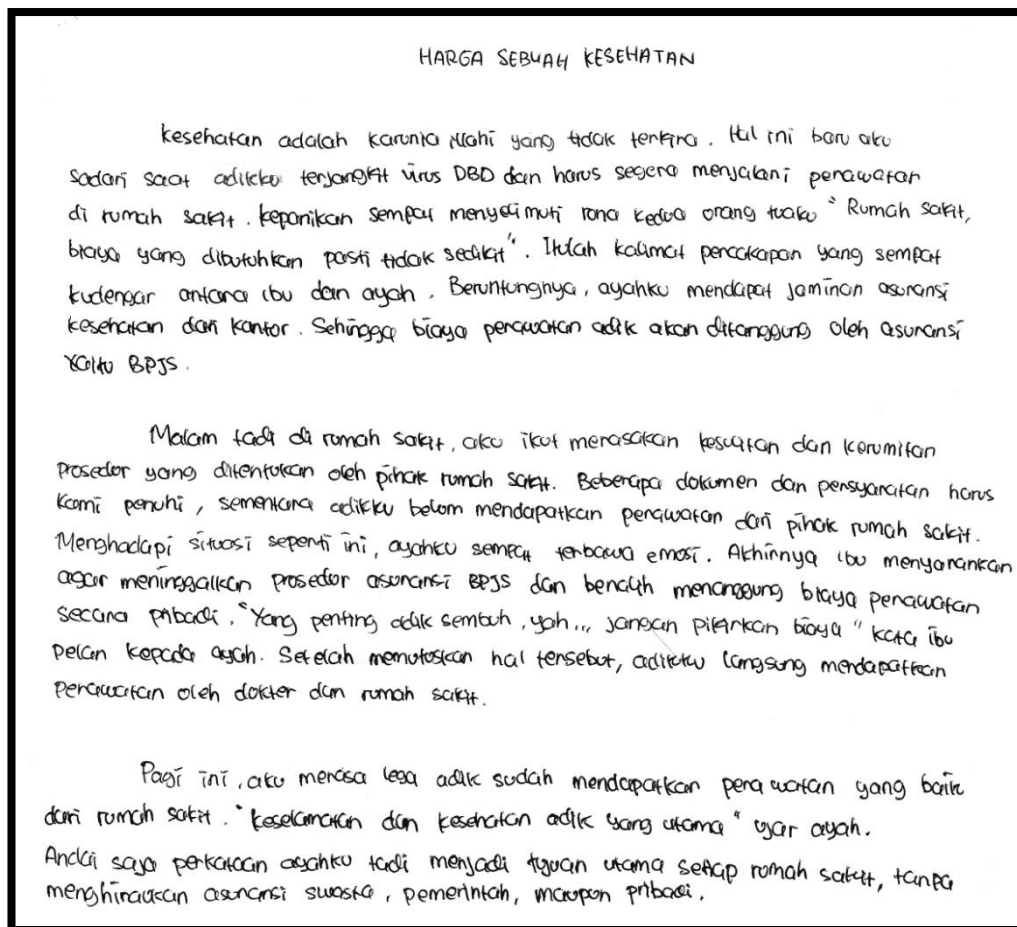 HARGA SEBUAH KESEHATAN
Kesehatan adalah karunia Illahi yang tidak terkira. Hal ini baru aku
sadari saat adikku terjangkit virus DBD dan harus segera menjalani perawatan
di rumah sakit. Kepanikan sempat menyelimuti rona kedua orang tuaku "Rumah sakit,
biaya yang dibutuhkan pasti tidak sedikit". Itulah kalimat percakapan yang sempat
kudengar antara ibu dan ayah. Beruntungnya, ayahku mendapat jaminan asuransi
kesehatan dari kantor. Sehingga biaya perawatan adik akan ditanggung oleh asuransi
yaitu BPJS.
Malam tadi di rumah sakit, aku ikut merasakan kesulitan dan kerumitan
prosedur yang ditentukan oleh pihak rumah sakit. Beberapa dokumen dan persyaratan harus
kami penuhi, sementara adikku belum mendapatkan perawatan dari pihak rumah sakit.
Menghadapi situasi seperti ini, ayahku sempat terbawa emosi. Akhirnya ibu menyarankan
agar meninggalkan prosedur asuransi BPJS dan beralih menanggung biaya perawatan
secara pribadi. "Yang penting adik sembuh, yah... jangan pikirkan biaya" kata ibu
pelan kepada ayah. Setelah memutuskan hal tersebut, adikku langsung mendapatkan
perawatan oleh dokter dan rumah sakit.
Pagi ini, aku merasa lega adik sudah mendapatkan perawatan yang baik
dari rumah sakit. "Keselamatan dan kesehatan adik yang utama" ujar ayah.
Andai saja perkataan ayahku tadi menjadi tujuan utama setiap rumah sakit, tanpa
menghiraukan asuransi swasta, pemerintah, maupun pribadi.